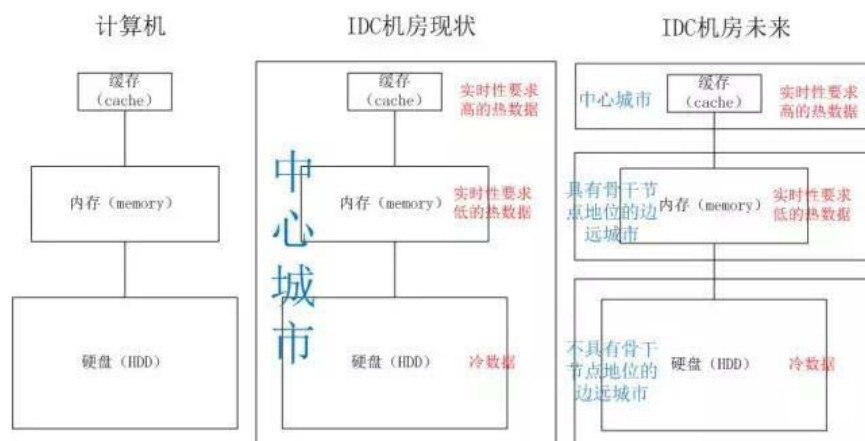 计算机
缓存
(cache)
内存（memory）
硬盘（HDD）
IDC机房现状
缓存
(cache)
实时性要求
高的热数据
中心城市
内存（memory）
实时性要求
低的热数据
硬盘（HDD）
冷数据
IDC机房未来
中心城市
缓存
(cache)
实时性要求
高的热数据
具有骨干节
点地位的边
远城市
内存（memory）
实时性要求
低的热数据
不具有骨干
节点地位的
边远城市
硬盘（HDD）
冷数据